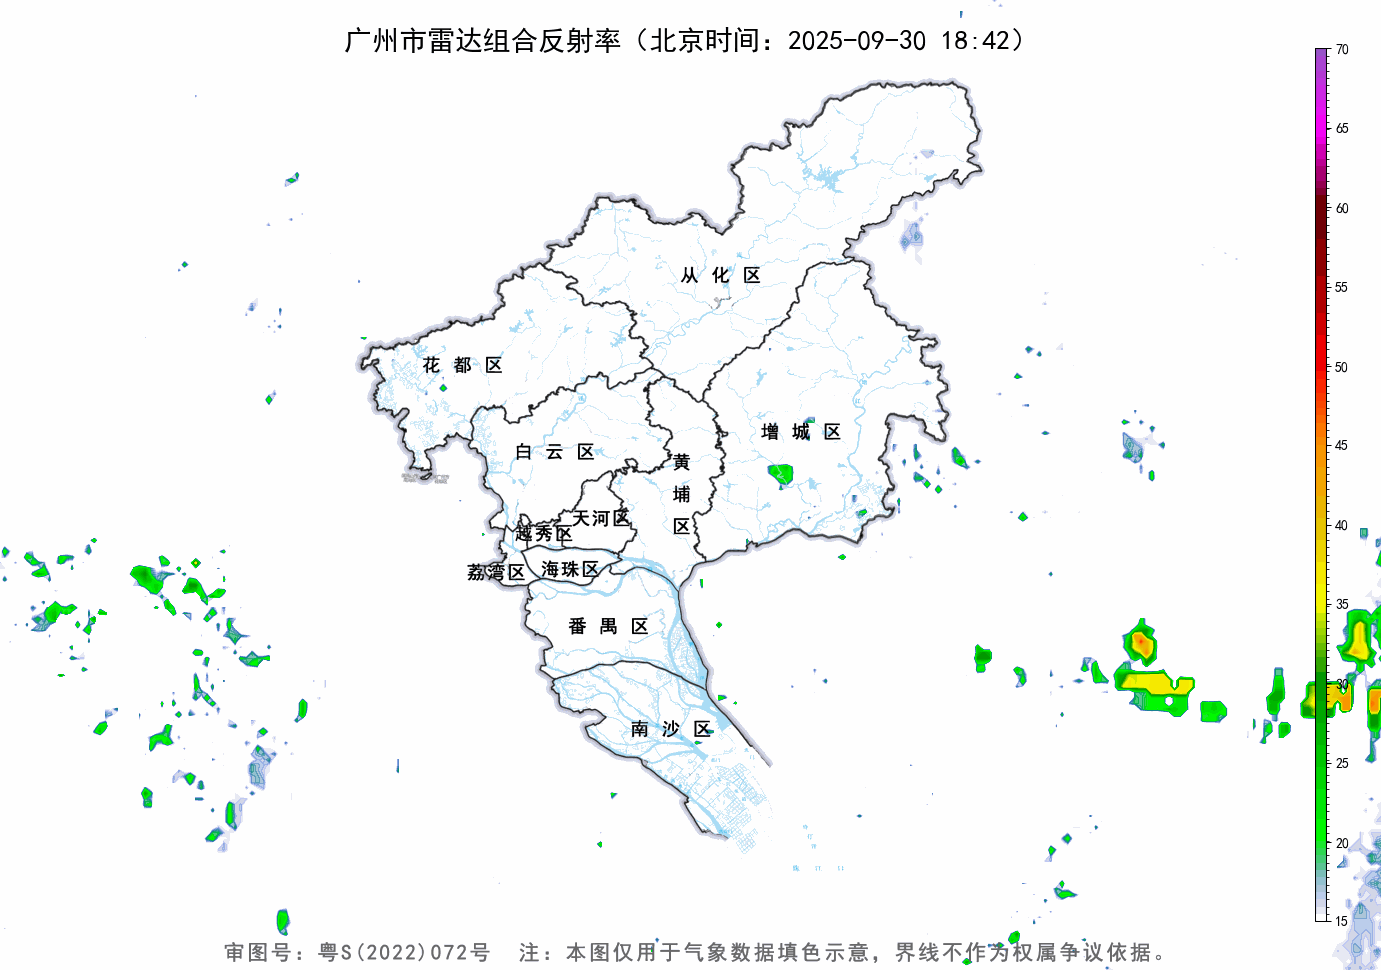 广州市雷达组合反射率（北京时间：2025-09-30 18:42）
70
65
60
55
50
45
40
35
30
25
20
15
从化区
花都区
增城区
白云区
黄埔区
天河区
越秀区
海珠区
荔湾区
番禺区
南沙区
审图号：粤S(2022)072号 注：本图仅用于气象数据填色示意，界线不作为权属争议依据。